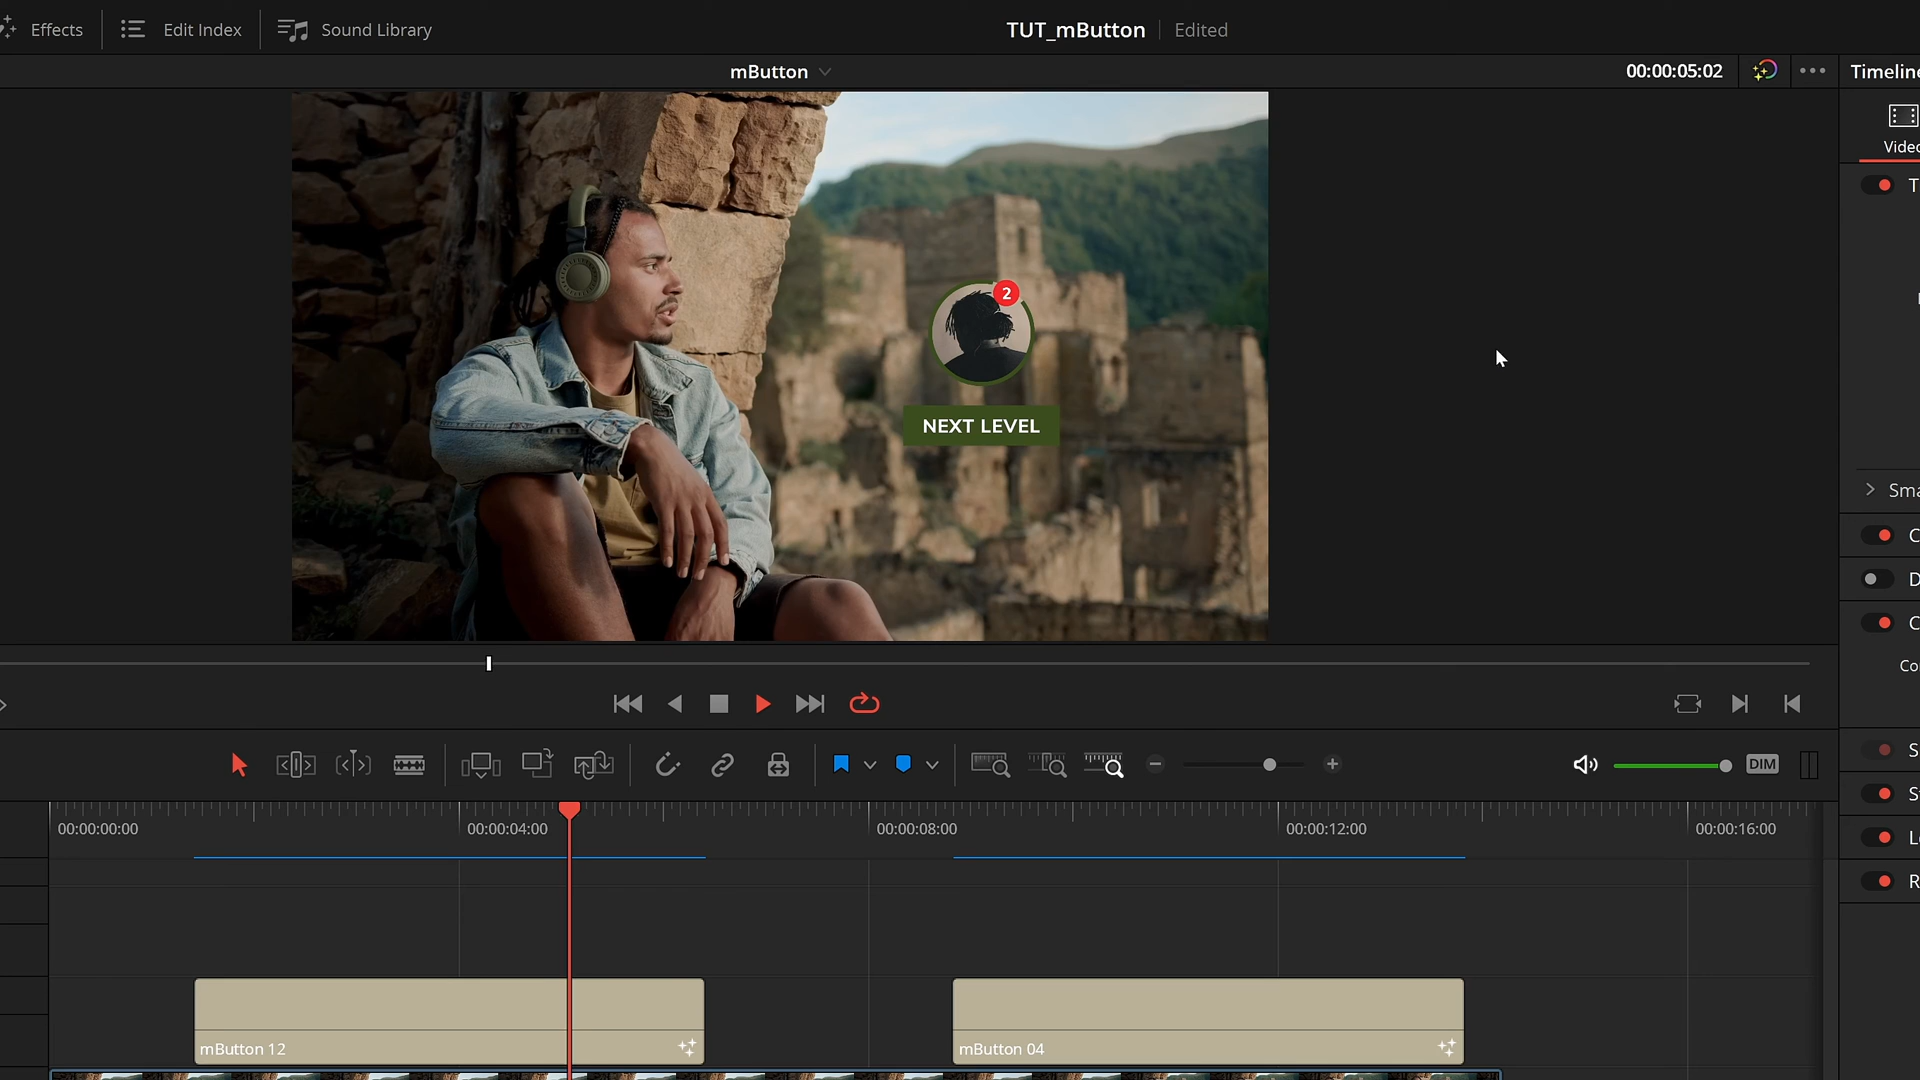 Effects
Edit Index
Sound Library
TUT_mButton
Edited
mButton
00:00:05:02
Timeline
Video
2
NEXT LEVEL
DIM
00:00:00:00
00:00:04:00
00:00:08:00
00:00:12:00
00:00:16:00
mButton 12
mButton 04